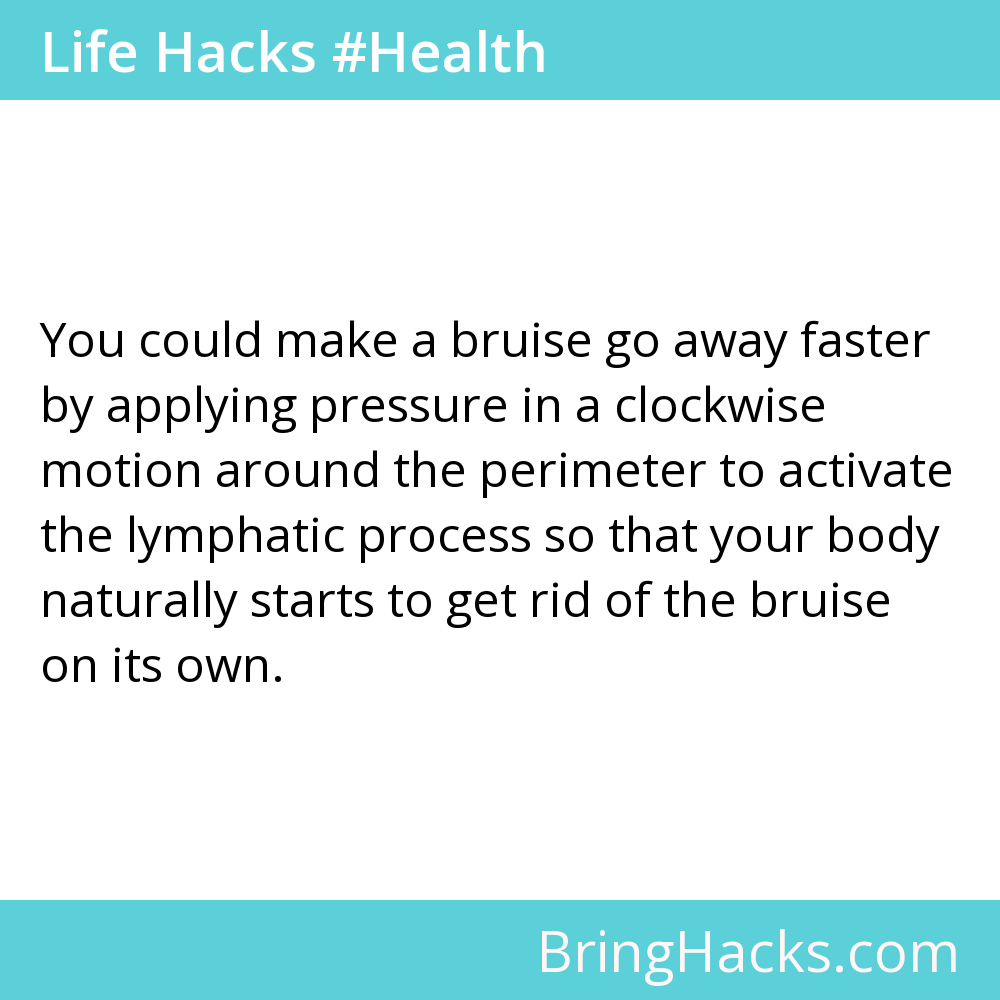 Life Hacks #Health
You could make a bruise go away faster
by applying pressure in a clockwise
motion around the perimeter to activate
the lymphatic process so that your body
naturally starts to get rid of the bruise
on its own.
BringHacks.com